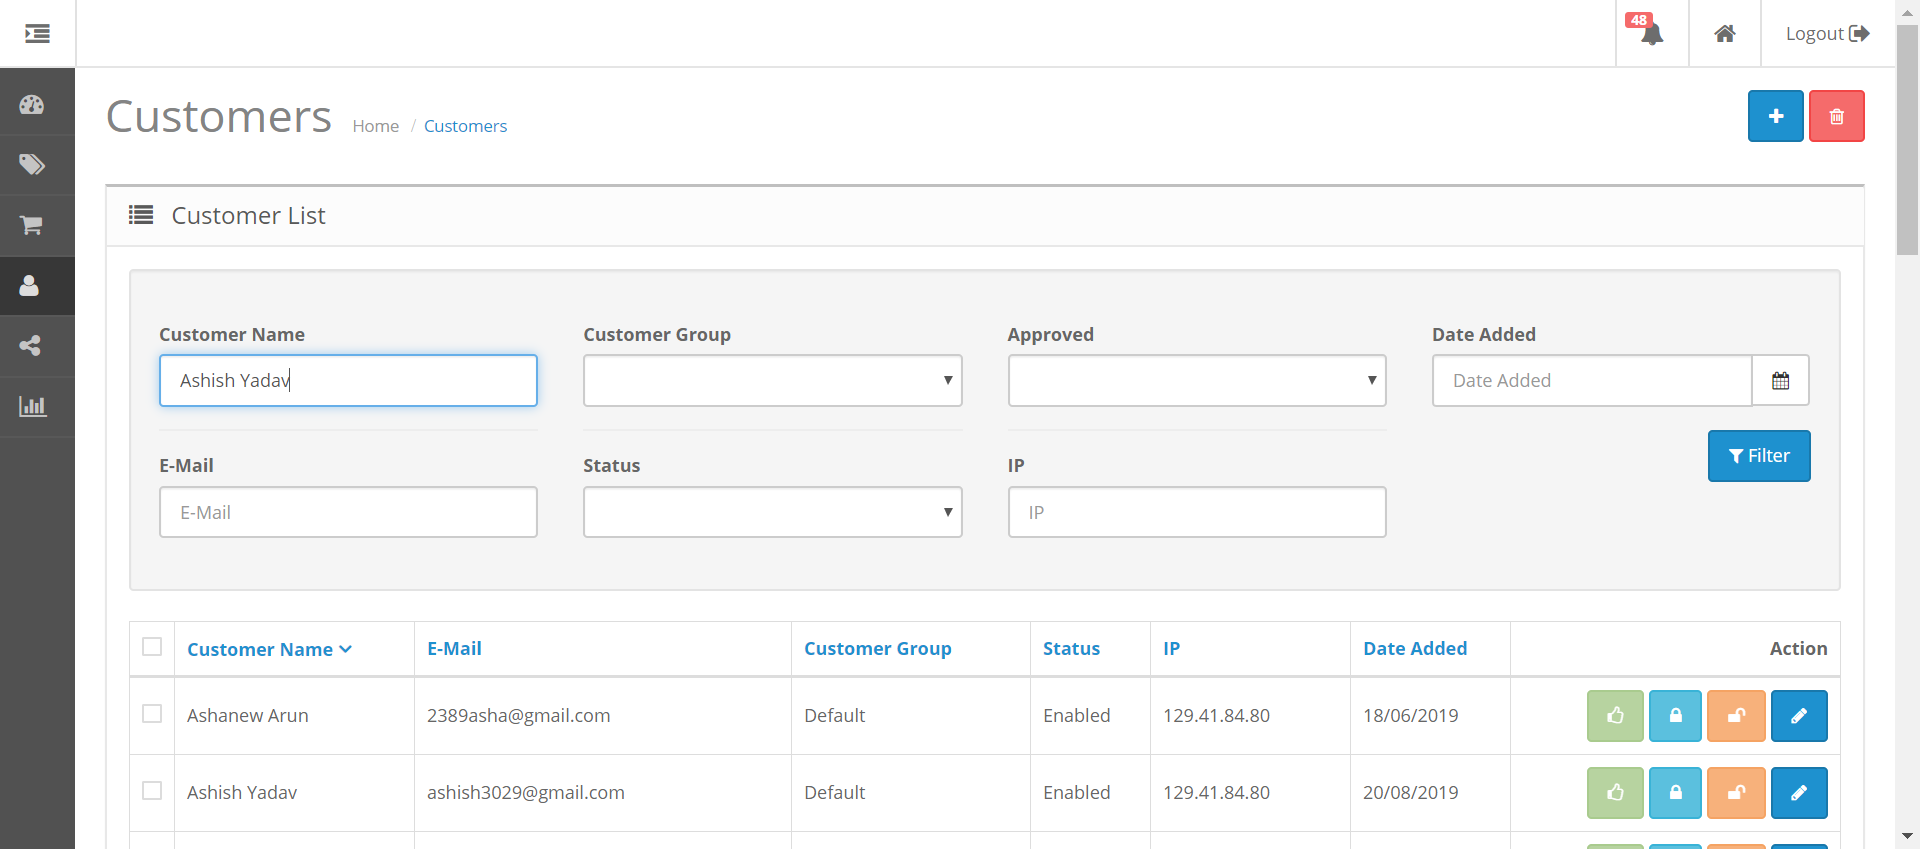 48
Logout
Customers
Home / Customers
Customer List
Customer Name Customer Group Approved Date Added
Ashish Yadav Date Added
Filter
E-Mail Status IP
E-Mail IP
Customer Name E-Mail Customer Group Status IP Date Added Action
Ashanew Arun 2389asha@gmail.com Default Enabled 129.41.84.80 18/06/2019
Ashish Yadav ashish3029@gmail.com Default Enabled 129.41.84.80 20/08/2019